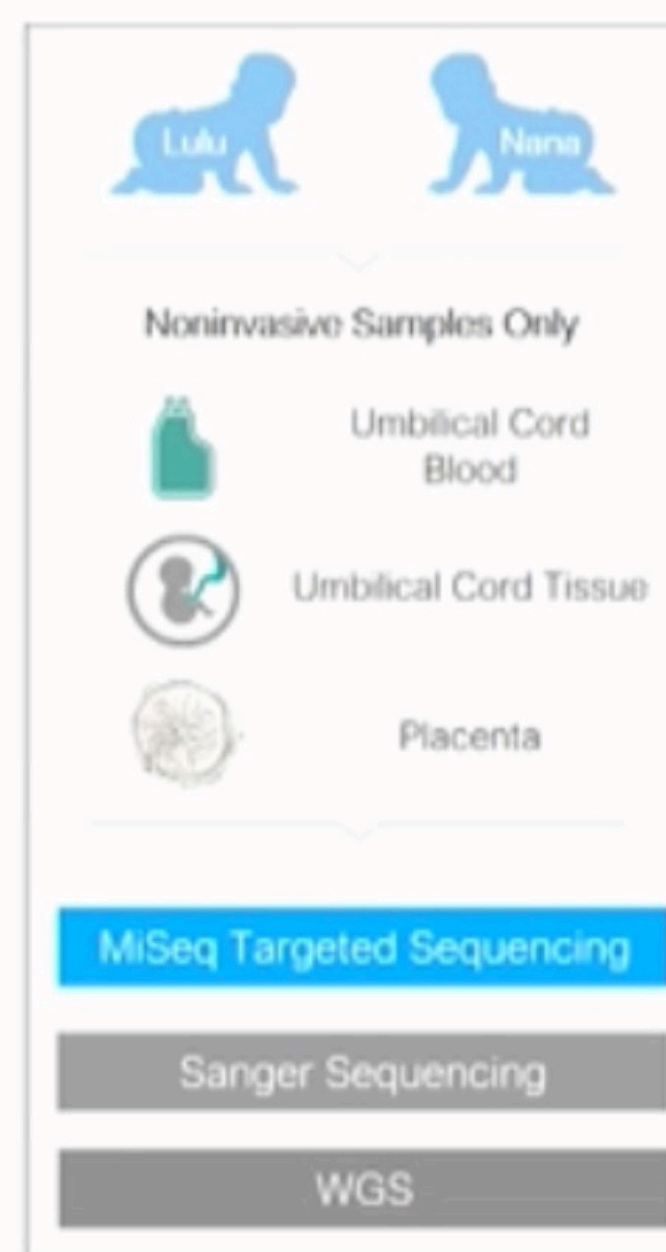 Lulu
Nana
Noninvasive Samples Only
Umbilical Cord
Blood
Umbilical Cord Tissue
Placenta
MiSeq Targeted Sequencing
Sanger Sequencing
WGS